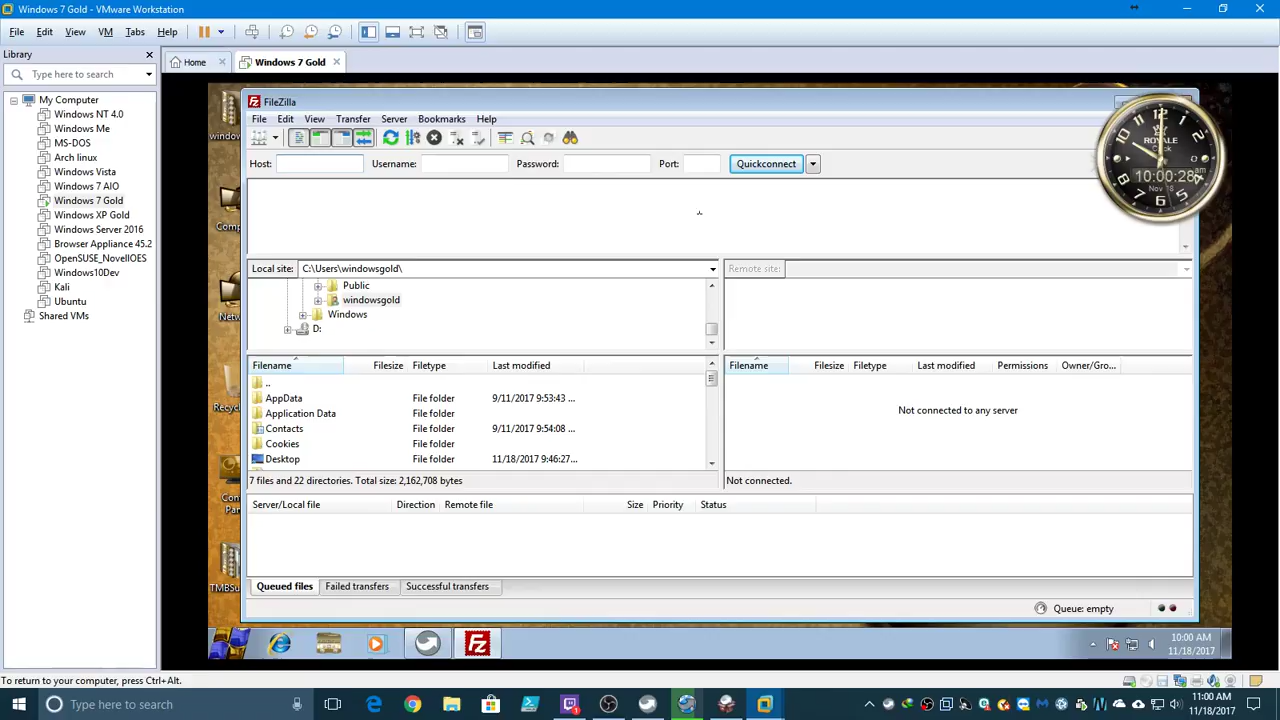 Windows 7 Gold - VMware Workstation
File Edit View VM Tabs Help
Library
Type here to search
Home
Windows 7 Gold
My Computer
Windows NT 4.0
Windows Me
MS-DOS
Arch linux
Windows Vista
Windows 7 AIO
Windows 7 Gold
Windows XP Gold
Windows Server 2016
Browser Appliance 45.2
OpenSUSE_NovellOES
Windows10Dev
Kali
Ubuntu
Shared VMs
FileZilla
File Edit View Transfer Server Bookmarks Help
Host: Username: Password: Port: Quickconnect
12
ROYALE
Clock
10:00:28 am
Nov 18
Local site: C:\Users\windowsgold\
Remote site:
Public
windowsgold
Windows
D:
Filename Filesize Filetype Last modified
..
AppData File folder 9/11/2017 9:53:43 ...
Application Data File folder
Contacts File folder 9/11/2017 9:54:08 ...
Cookies File folder
Desktop File folder 11/18/2017 9:46:27...
7 files and 22 directories. Total size: 2,162,708 bytes
Filename Filesize Filetype Last modified Permissions Owner/Gro...
Not connected to any server
Not connected.
Server/Local file Direction Remote file Size Priority Status
Queued files Failed transfers Successful transfers
Queue: empty
10:00 AM
11/18/2017
To return to your computer, press Ctrl+Alt.
Type here to search
11:00 AM
11/18/2017